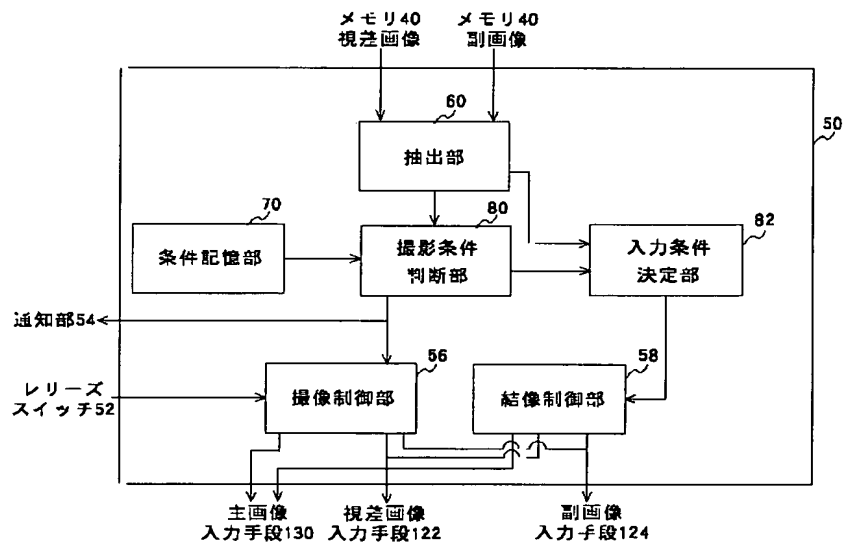 メモリ40
視差画像
メモリ40
副画像
60
抽出部
50
70
条件記憶部
80
撮影条件
判断部
82
入力条件
決定部
通知部54
56
撮像制御部
58
結像制御部
レリーズ
スイッチ52
主画像
入力手段130
視差画像
入力手段122
副画像
入力手段124